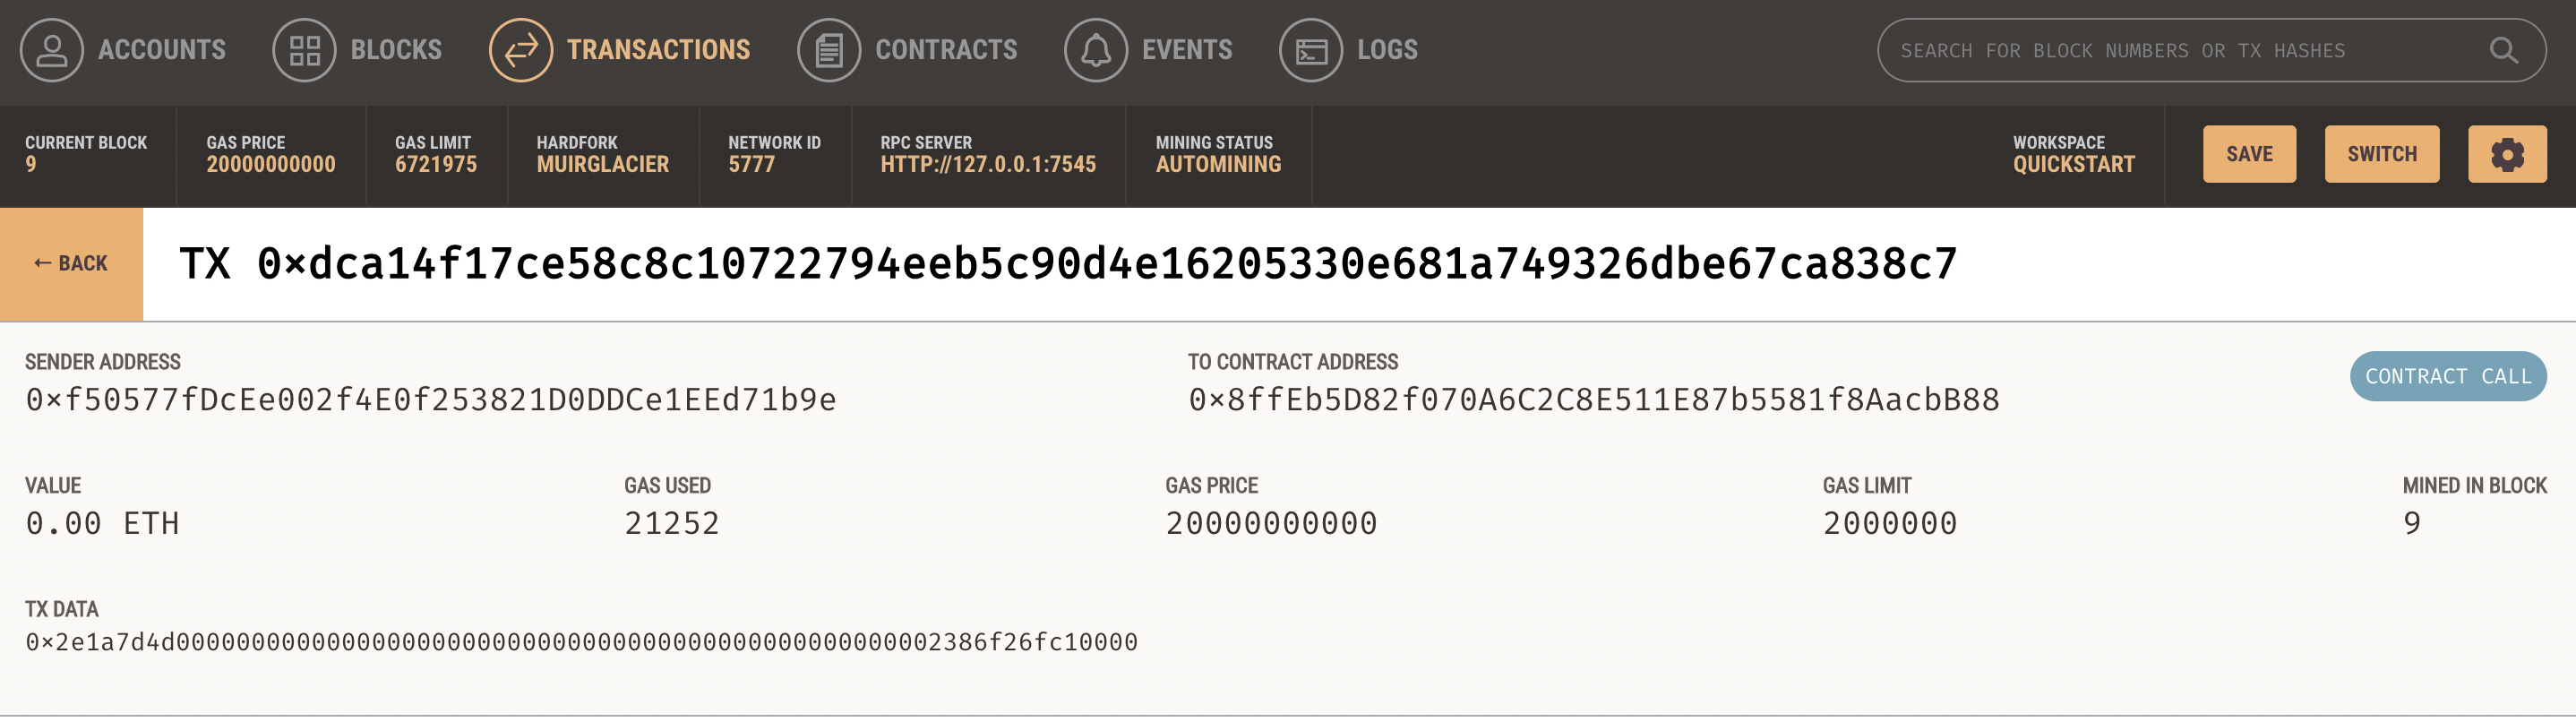 ACCOUNTS BLOCKS TRANSACTIONS CONTRACTS EVENTS LOGS SEARCH FOR BLOCK NUMBERS OR TX HASHES
CURRENT BLOCK GAS PRICE GAS LIMIT HARDFORK NETWORK ID RPC SERVER MINING STATUS WORKSPACE
9 20000000000 6721975 MUIRGLACIER 5777 HTTP://127.0.0.1:7545 AUTOMINING QUICKSTART SAVE SWITCH
← BACK TX 0×dca14f17ce58c8c10722794eeb5c90d4e16205330e681a749326dbe67ca838c7
SENDER ADDRESS TO CONTRACT ADDRESS
0×f50577fDcEe002f4E0f253821D0DDCe1EEd71b9e 0×8ffEb5D82f070A6C2C8E511E87b5581f8AacbB88 CONTRACT CALL
VALUE GAS USED GAS PRICE GAS LIMIT MINED IN BLOCK
0.00 ETH 21252 20000000000 2000000 9
TX DATA
0×2e1a7d4d000000000000000000000000000000000000000000000000002386f26fc10000